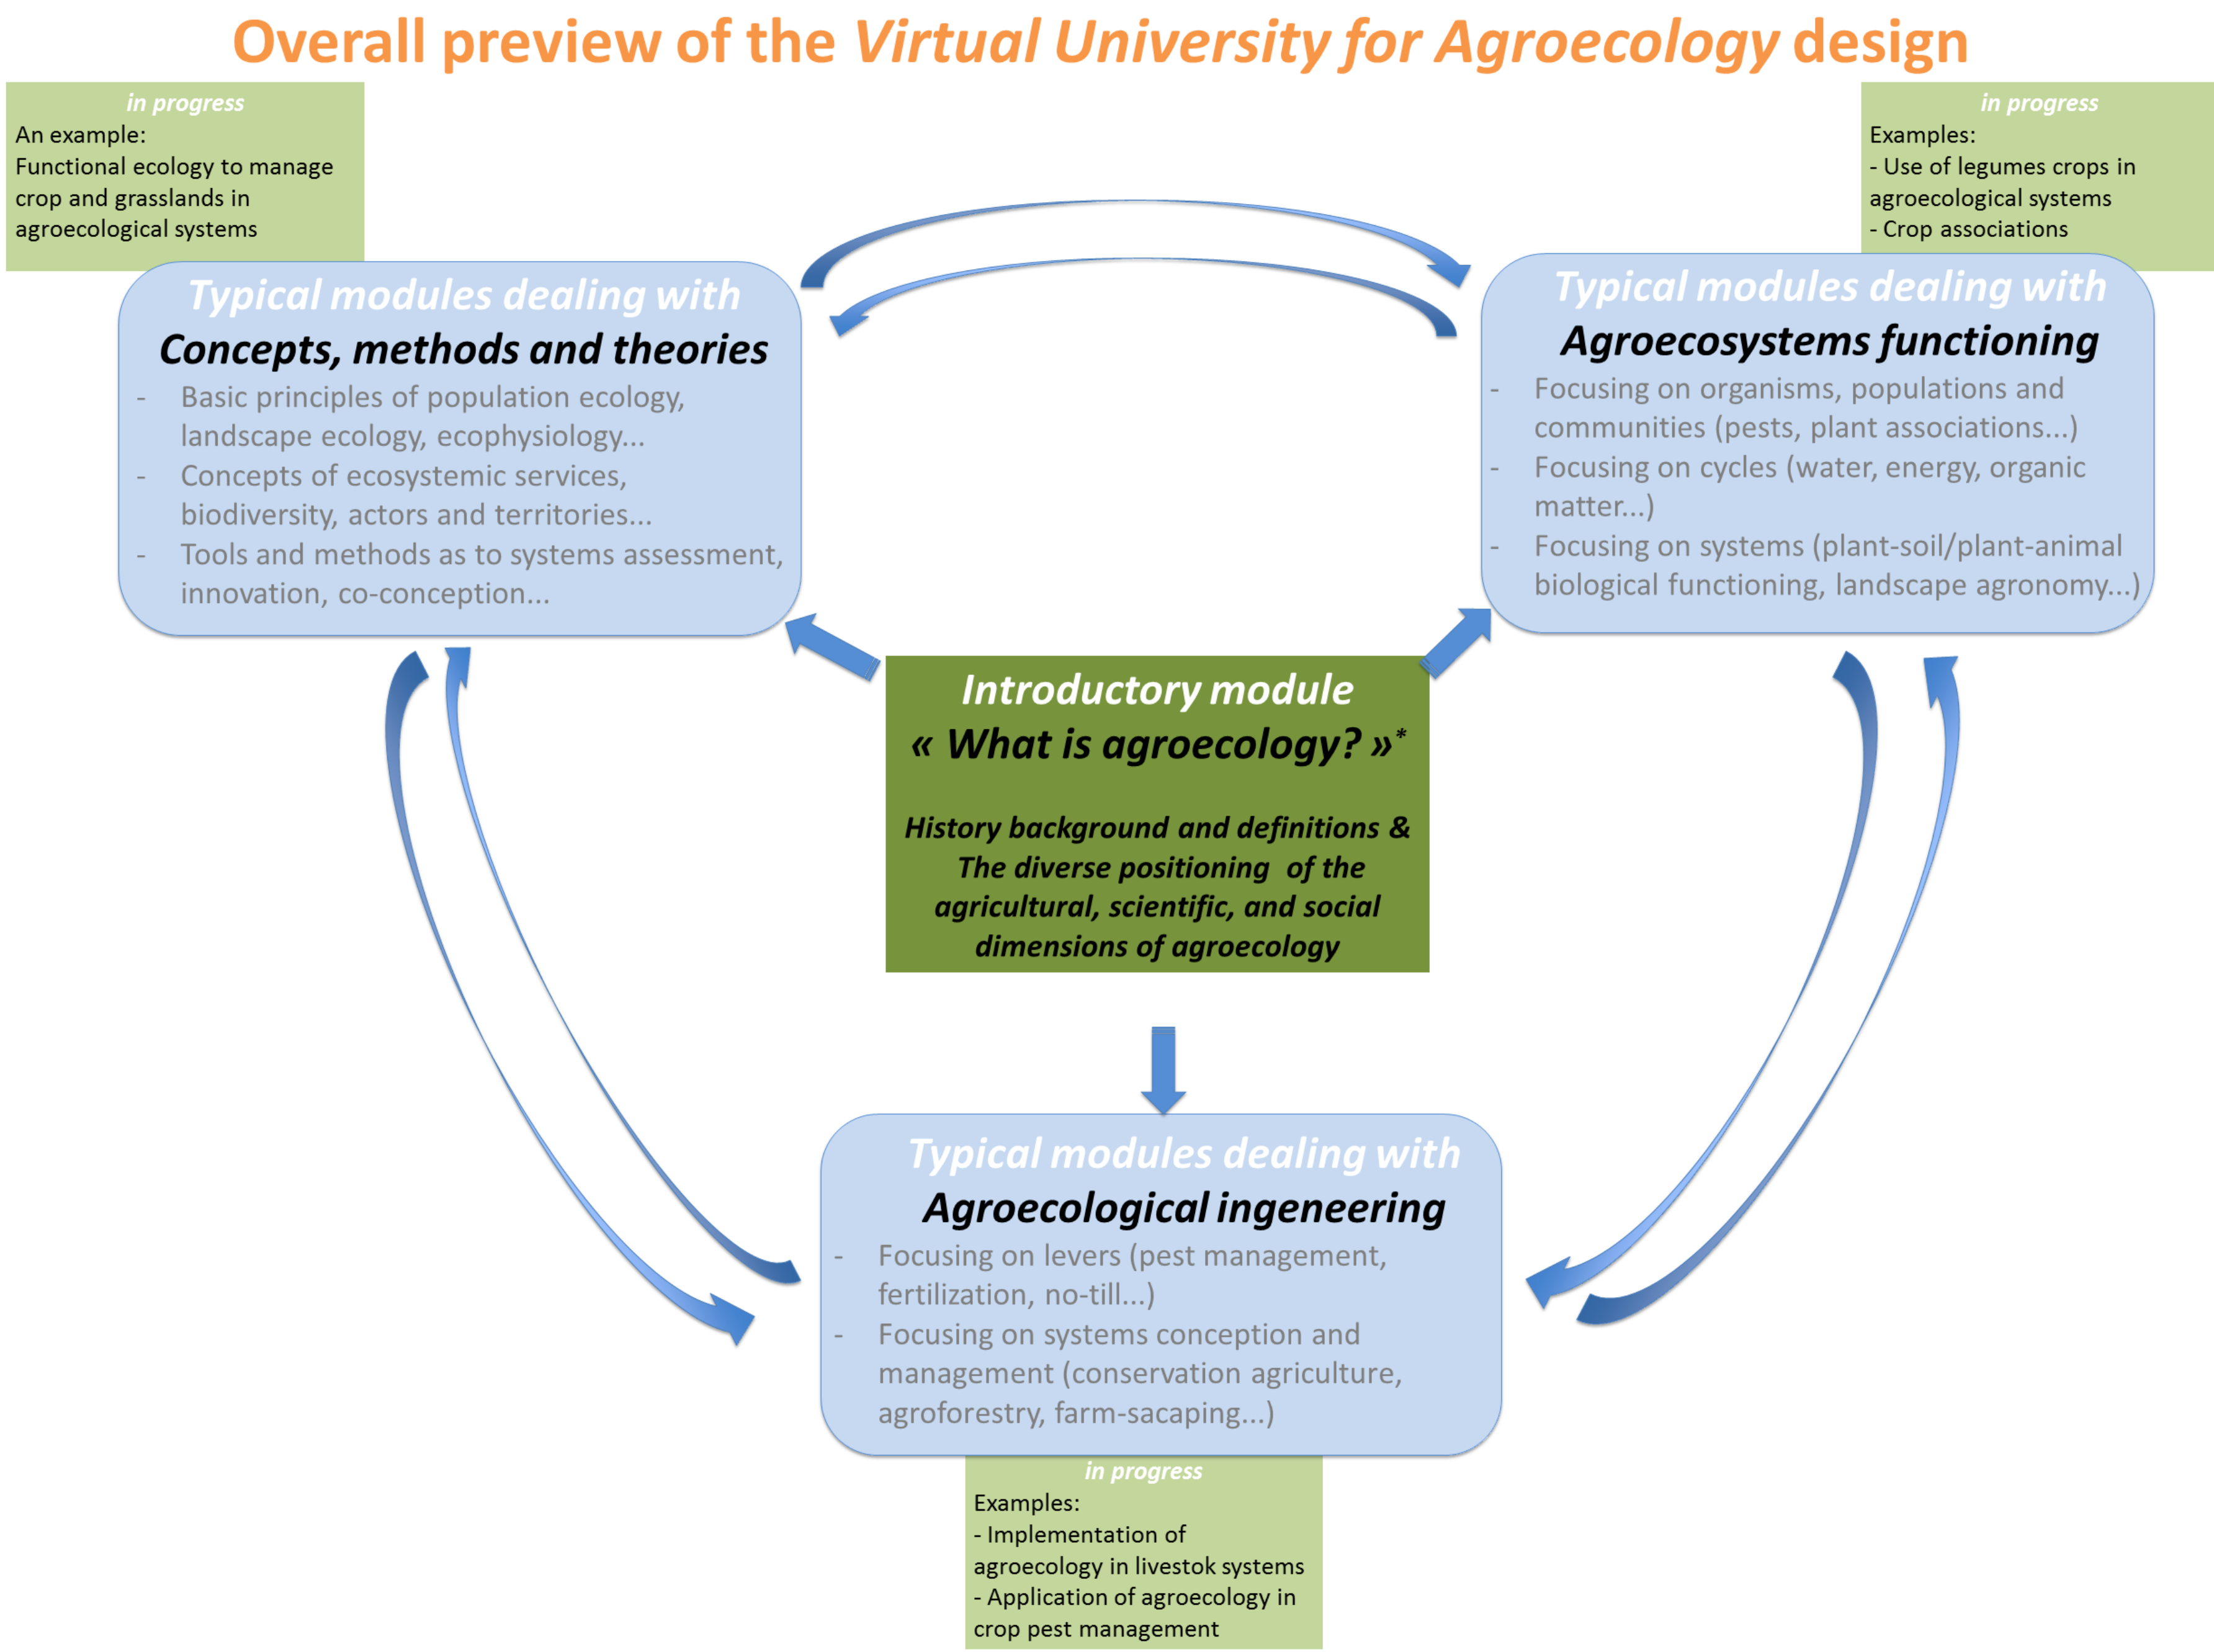 Overall preview of the Virtual University for Agroecology design
in progress
An example:
Functional ecology to manage
crop and grasslands in
agroecological systems
in progress
Examples:
- Use of legumes crops in
agroecological systems
- Crop associations
Typical modules dealing with
Concepts, methods and theories
- Basic principles of population ecology,
landscape ecology, ecophysiology...
- Concepts of ecosystemic services,
biodiversity, actors and territories...
- Tools and methods as to systems assessment,
innovation, co-conception...
Typical modules dealing with
Agroecosystems functioning
- Focusing on organisms, populations and
communities (pests, plant associations...)
- Focusing on cycles (water, energy, organic
matter...)
- Focusing on systems (plant-soil/plant-animal
biological functioning, landscape agronomy...)
Introductory module
« What is agroecology? »*
History background and definitions &
The diverse positioning of the
agricultural, scientific, and social
dimensions of agroecology
Typical modules dealing with
Agroecological ingeneering
- Focusing on levers (pest management,
fertilization, no-till...)
- Focusing on systems conception and
management (conservation agriculture,
agroforestry, farm-sacaping...)
in progress
Examples:
- Implementation of
agroecology in livestok systems
- Application of agroecology in
crop pest management